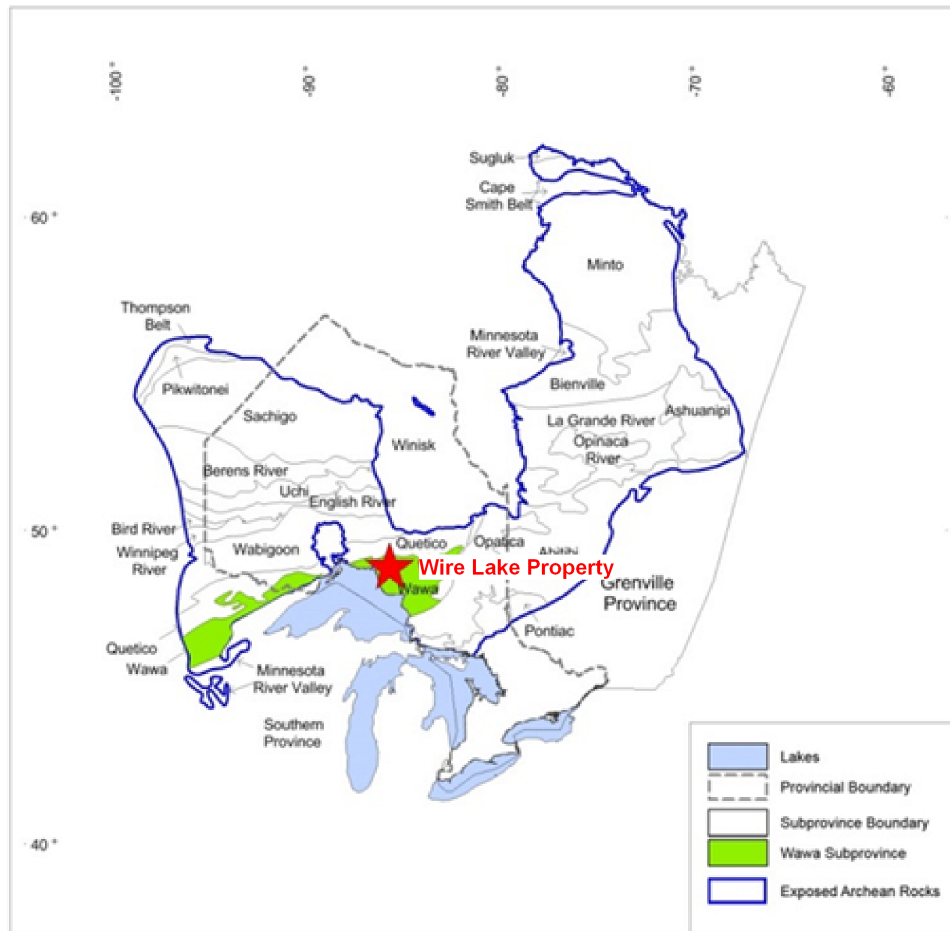 -100 °
-90 °
-80 °
-70 °
-60 °
Sugluk
Cape
Smith Belt
60 °
Minto
Thompson
Belt
Minnesota
River Valley
Pikwitonei
Bienville
Sachigo
La Grande River
Ashuanipi
Opinaca
River
Winisk
Berens River
Uchi
English River
Bird River
50 °
Winnipeg
River
Wabigoon
Quetico
Opatica
Abitibi
Wire Lake Property
Wawa
Grenville
Province
Pontiac
Quetico
Wawa
Minnesota
River Valley
Southern
Province
40 °
Lakes
Provincial Boundary
Subprovince Boundary
Wawa Subprovince
Exposed Archean Rocks